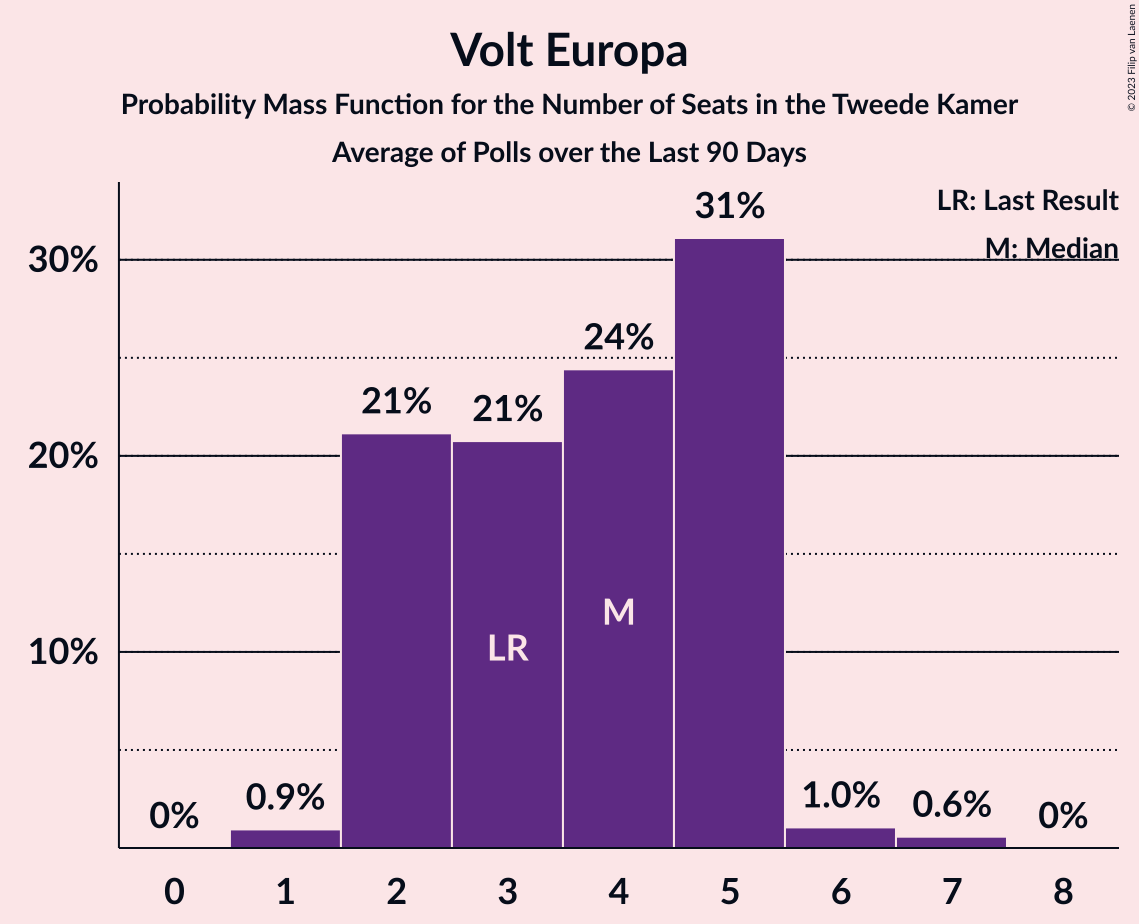 Volt Europa
Probability Mass Function for the Number of Seats in the Tweede Kamer
Average of Polls over the Last 90 Days
© 2023 Filip van Laenen
LR: Last Result
M: Median
30%
20%
10%
0%
0.9%
21%
21%
24%
31%
1.0%
0.6%
0%
LR
M
0 1 2 3 4 5 6 7 8